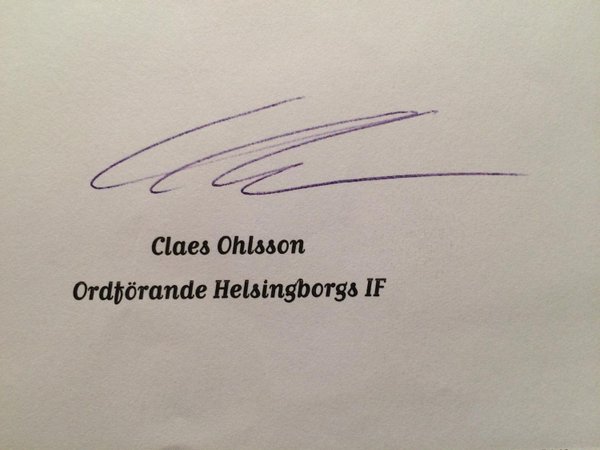 Claes Ohlsson
Ordförande Helsingborgs IF